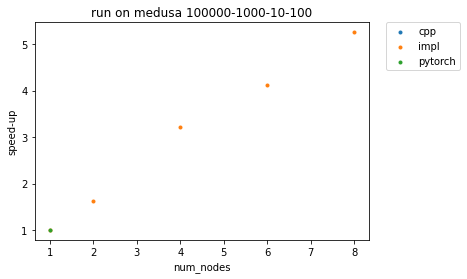 run on medusa 100000-1000-10-100
cpp
impl
pytorch
speed-up
5
4
3
2
1
1 2 3 4 5 6 7 8
num_nodes